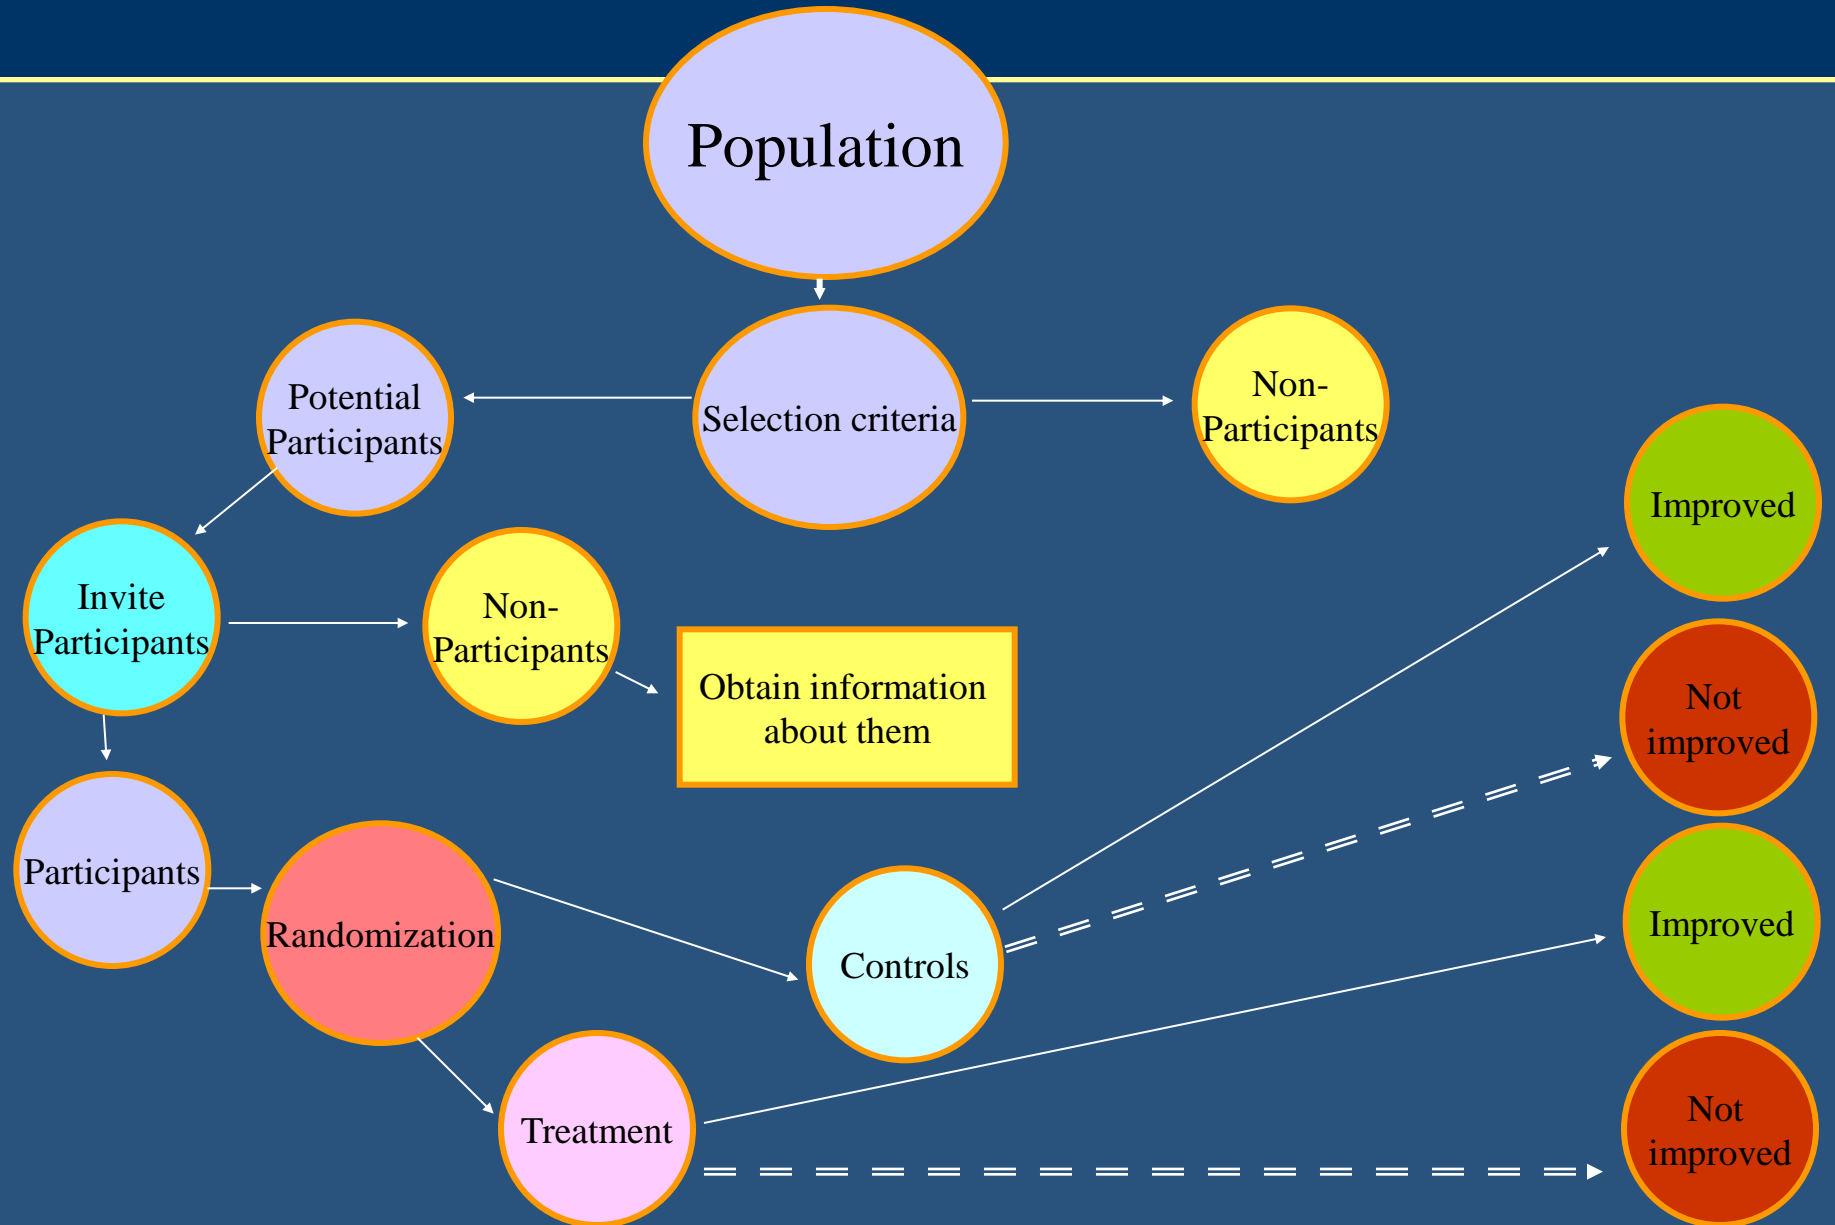 Population
Potential
Participants
Selection criteria
Non-
Participants
Improved
Invite
Participants
Non-
Participants
Obtain information
about them
Not
improved
Participants
Randomization
Controls
Improved
Treatment
Not
improved